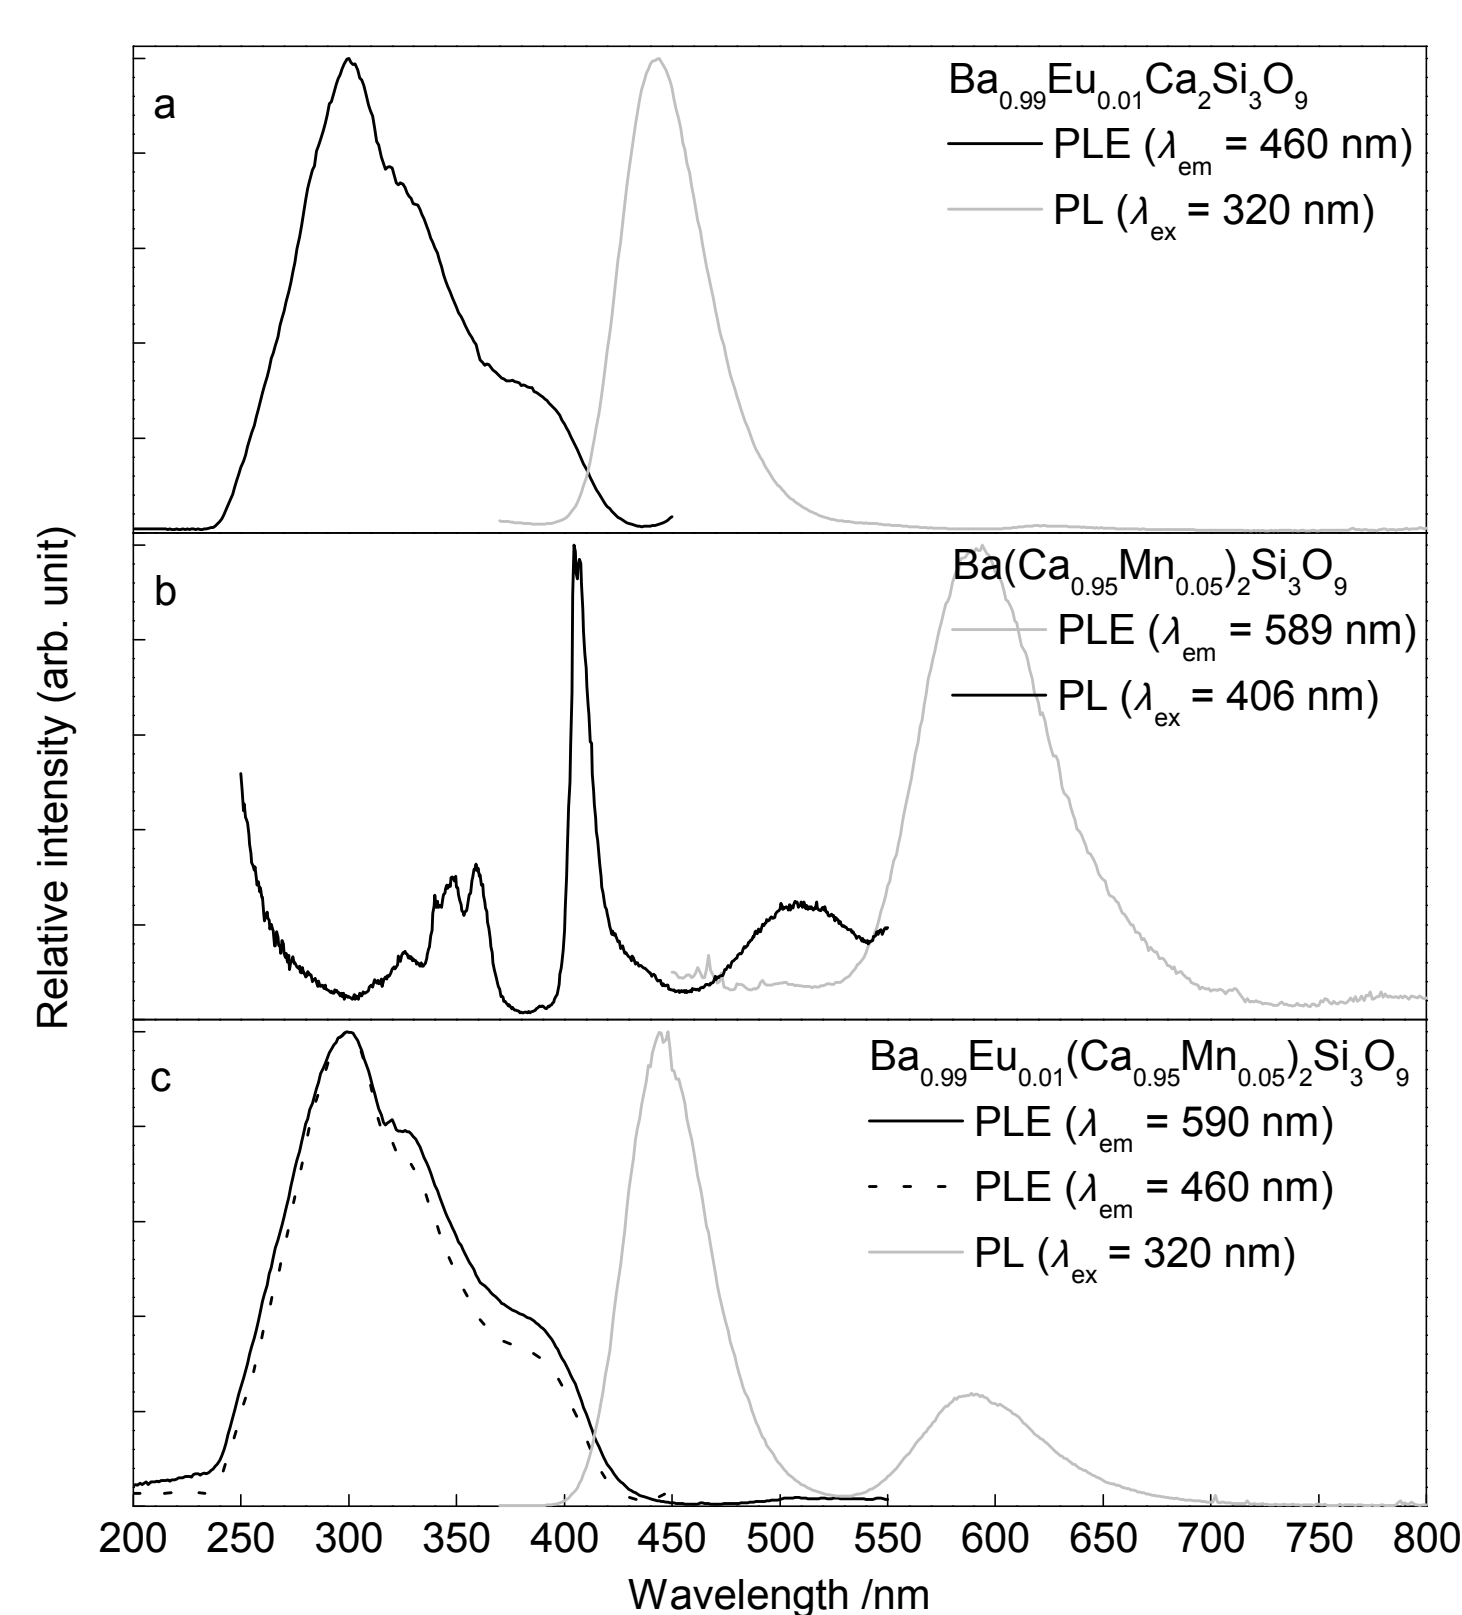 a
Ba0.99Eu0.01Ca2Si3O9
PLE (λem = 460 nm)
PL (λex = 320 nm)
b
Ba(Ca0.95Mn0.05)2Si3O9
PLE (λem = 589 nm)
PL (λex = 406 nm)
Relative intensity (arb. unit)
c
Ba0.99Eu0.01(Ca0.95Mn0.05)2Si3O9
PLE (λem = 590 nm)
PLE (λem = 460 nm)
PL (λex = 320 nm)
200 250 300 350 400 450 500 550 600 650 700 750 800
Wavelength /nm